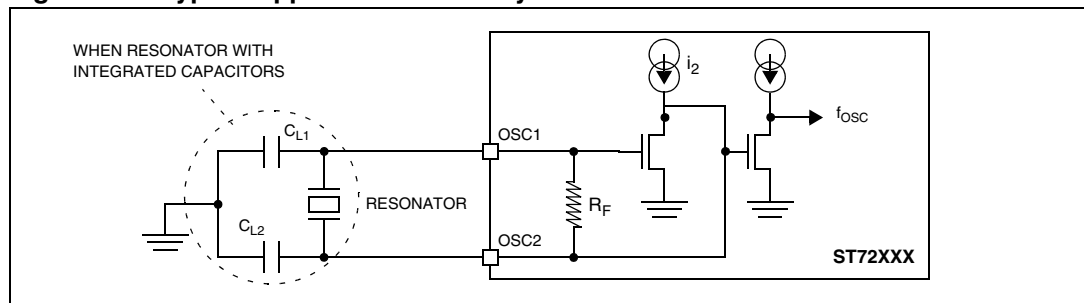 WHEN RESONATOR WITH
INTEGRATED CAPACITORS
CL1
OSC1
i2
fOSC
RESONATOR
RF
CL2
OSC2
ST72XXX